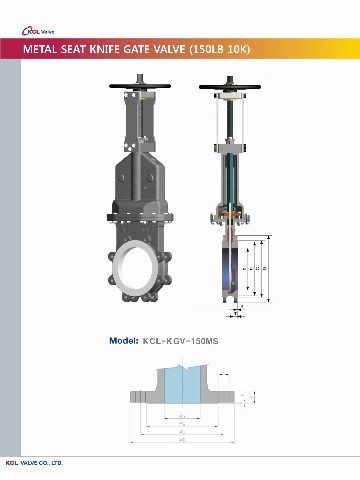 KCL Valve
METAL SEAT KNIFE GATE VALVE (150LB 10K)
Model: KCL-KGV-150MS
KCL VALVE CO., LTD.